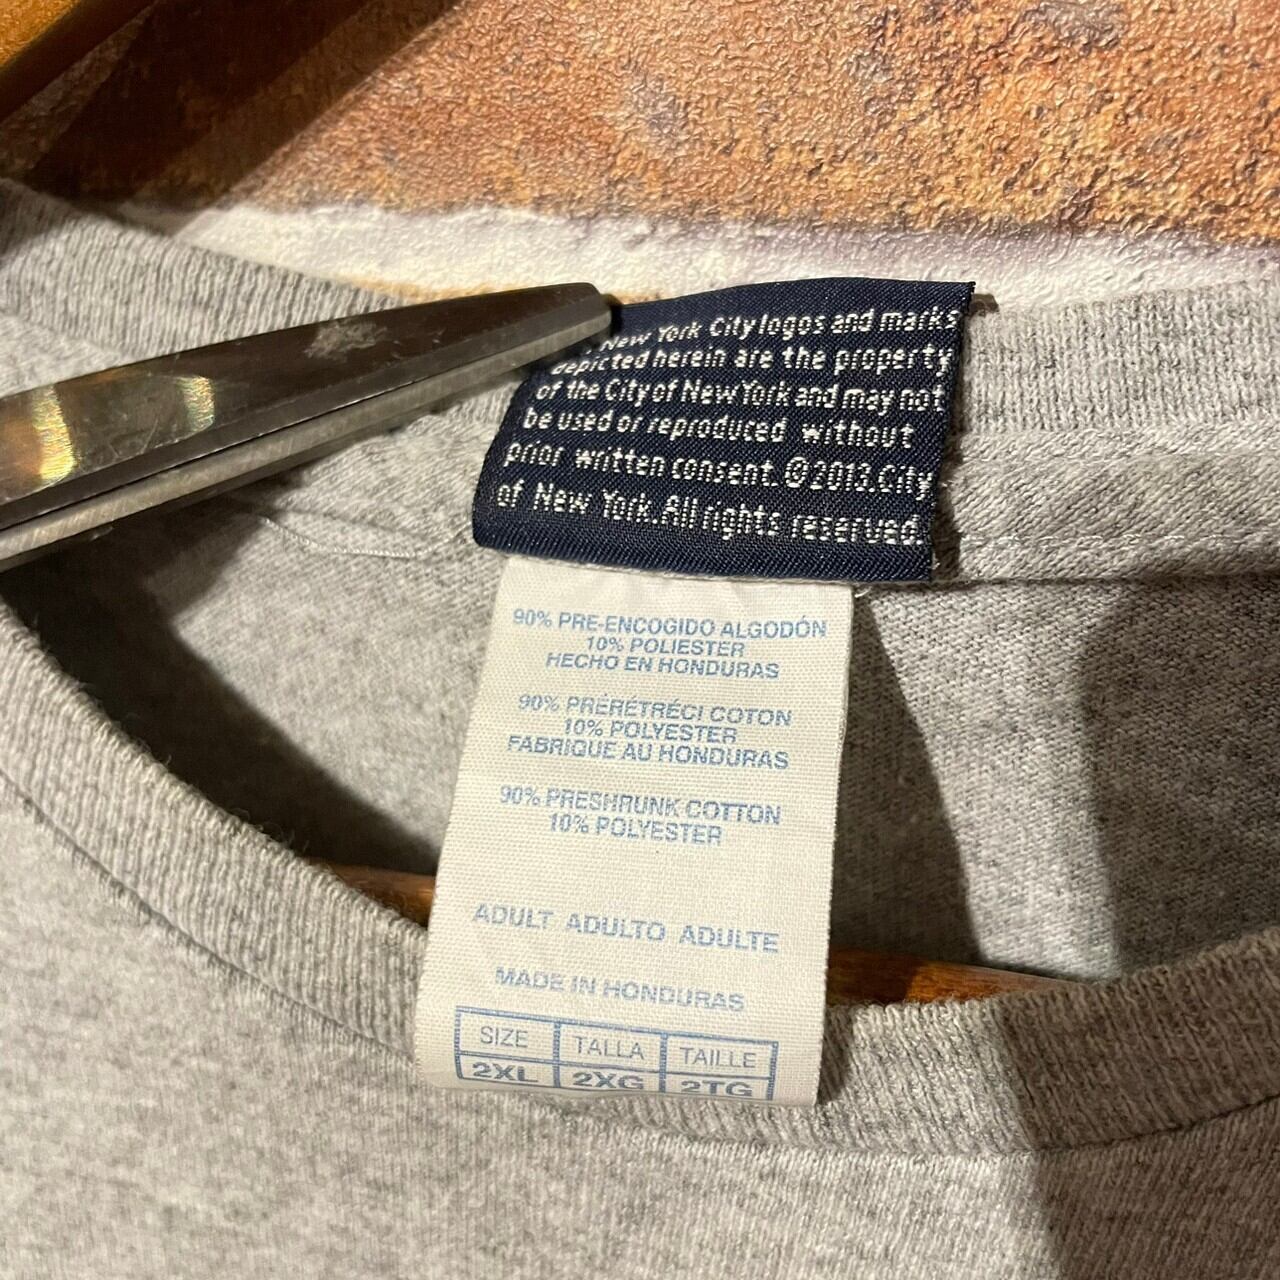 New York City logos and marks
depicted herein are the property
of the City of New York and may not
be used or reproduced without
prior written consent. ©2013. City
of New York. All rights reserved.
90% PRE-ENCOGIDO ALGODÓN
10% POLIESTER
HECHO EN HONDURAS
90% PRÉRÉTRÉCI COTON
10% POLYESTER
FABRIQUE AU HONDURAS
90% PRESHRUNK COTTON
10% POLYESTER
ADULT ADULTO ADULTE
MADE IN HONDURAS
SIZE TALLA TAILLE
2XL 2XG 2TG